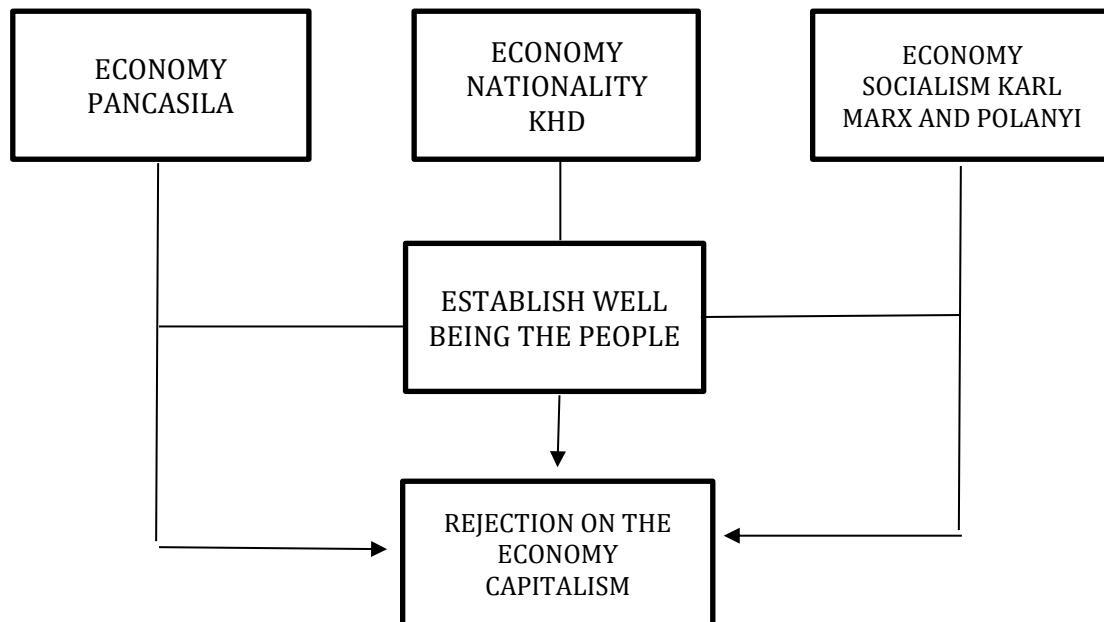 ECONOMY
PANCASILA
ECONOMY
NATIONALITY
KHD
ECONOMY
SOCIALISM KARL
MARX AND POLANYI
ESTABLISH WELL
BEING THE PEOPLE
REJECTION ON THE
ECONOMY
CAPITALISM